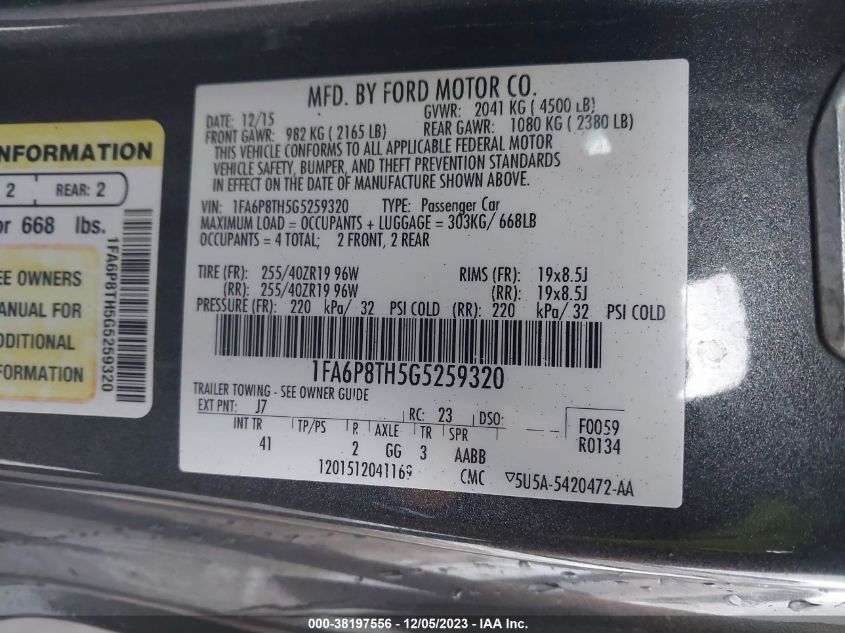 MFD. BY FORD MOTOR CO.
DATE: 12/15 GVWR: 2041 KG ( 4500 LB)
FRONT GAWR: 982 KG ( 2165 LB) REAR GAWR: 1080 KG ( 2380 LB)
THIS VEHICLE CONFORMS TO ALL APPLICABLE FEDERAL MOTOR
VEHICLE SAFETY, BUMPER, AND THEFT PREVENTION STANDARDS
IN EFFECT ON THE DATE OF MANUFACTURE SHOWN ABOVE.
VIN: 1FA6P8TH5G5259320 TYPE: Passenger Car
MAXIMUM LOAD = OCCUPANTS + LUGGAGE = 303KG/ 668LB
OCCUPANTS = 4 TOTAL; 2 FRONT, 2 REAR
TIRE (FR): 255/40ZR19 96W RIMS (FR): 19x8.5J
(RR): 255/40ZR19 96W (RR): 19x8.5J
PRESSURE (FR): 220 kPa/ 32 PSI COLD (RR): 220 kPa/ 32 PSI COLD
1FA6P8TH5G5259320
TRAILER TOWING - SEE OWNER GUIDE
EXT PNT: J7 RC: 23 DSO: F0059
INT TR TP/PS R AXLE TR SPR R0134
41 2 GG 3 AABB
1201512041169 CMC ▽5U5A-5420472-AA
NFORMATION
2 REAR: 2
or 668 lbs.
EE OWNERS
ANUAL FOR
DDITIONAL
FORMATION
1FA6P8TH5G5259320
000-38197556 - 12/05/2023 - IAA Inc.